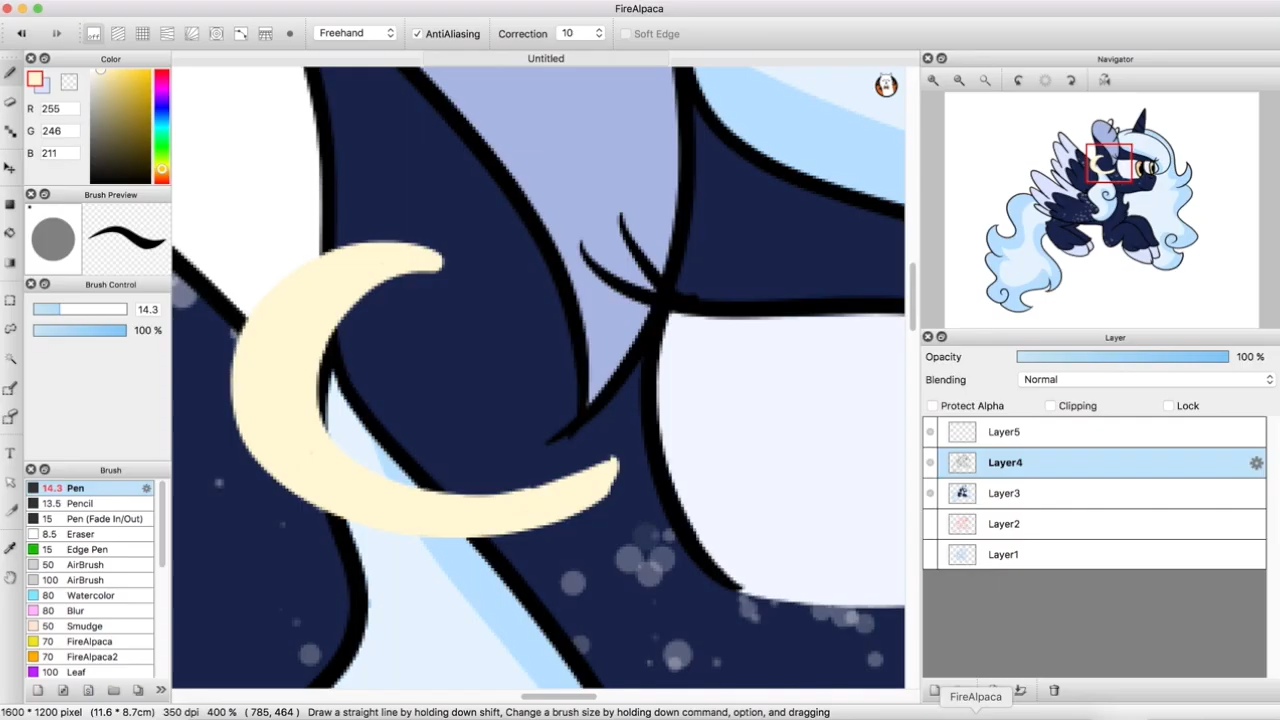 FireAlpaca
off
Freehand
AntiAliasing
Correction
10
Soft Edge
Color
Untitled
Navigator
R 255
G 246
B 211
Brush Preview
Brush Control
14.3
100 %
Layer
Opacity
100 %
Blending
Normal
Protect Alpha
Clipping
Lock
Layer5
Layer4
Layer3
Layer2
Layer1
Brush
14.3 Pen
13.5 Pencil
15 Pen (Fade In/Out)
8.5 Eraser
15 Edge Pen
50 AirBrush
100 AirBrush
80 Watercolor
80 Blur
50 Smudge
70 FireAlpaca
70 FireAlpaca2
100 Leaf
T
FireAlpaca
1600 * 1200 pixel (11.6 * 8.7cm) 350 dpi 400 % ( 785, 464 ) Draw a straight line by holding down shift, Change a brush size by holding down command, option, and dragging